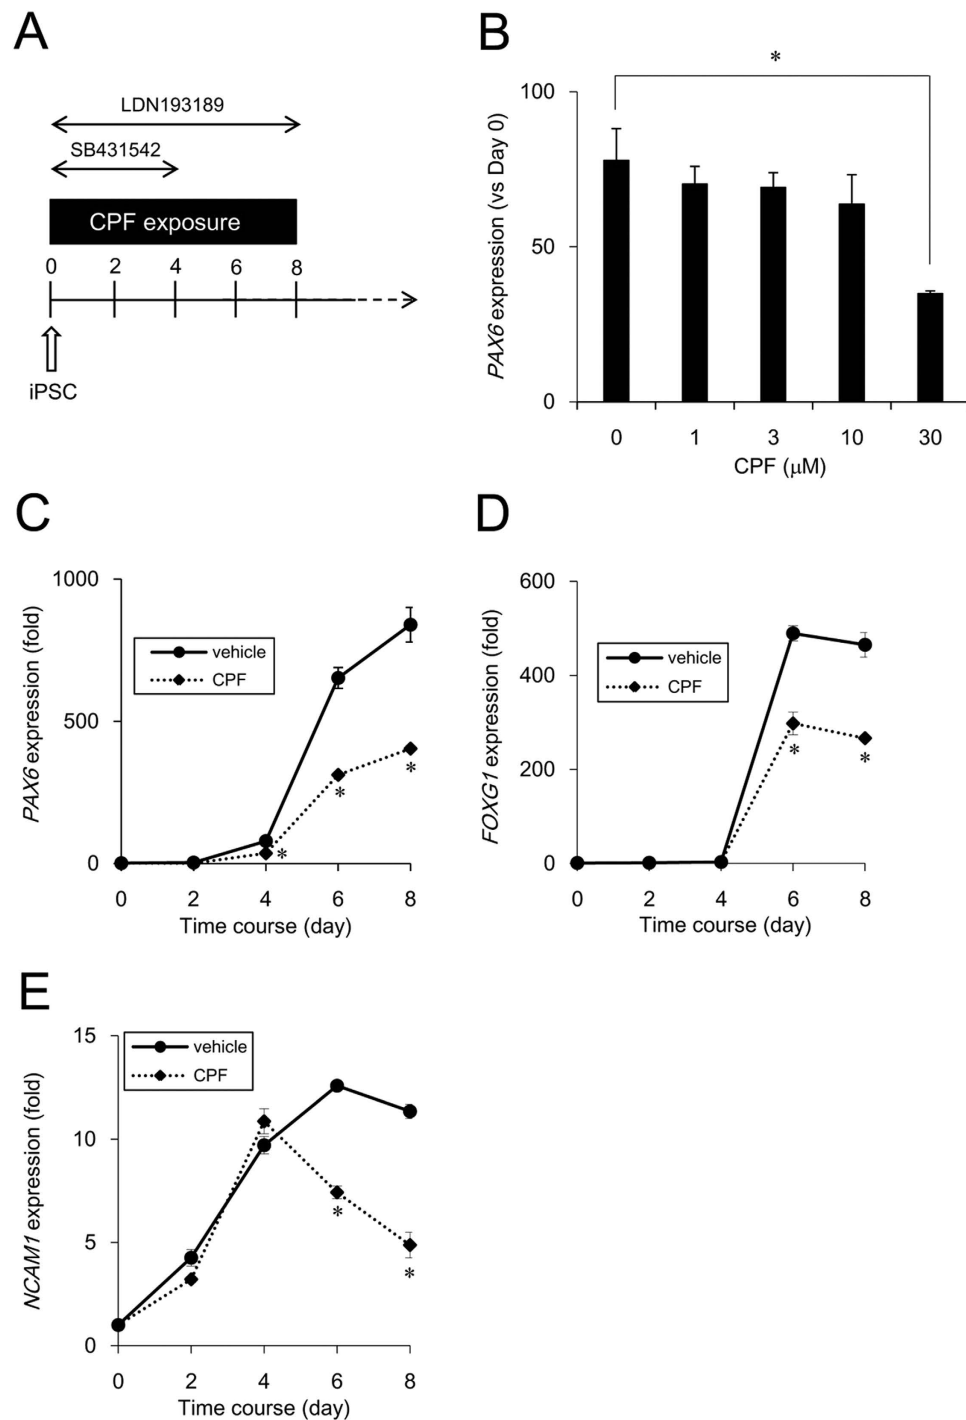 A
LDN193189
SB431542
CPF exposure
0 2 4 6 8
iPSC
B
*
PAX6 expression (vs Day 0)
100
50
0
0 1 3 10 30
CPF (μM)
C
PAX6 expression (fold)
1000
500
0
vehicle
CPF
*
*
*
0 2 4 6 8
Time course (day)
D
FOXG1 expression (fold)
600
400
200
0
vehicle
CPF
*
*
0 2 4 6 8
Time course (day)
E
NCAM1 expression (fold)
15
10
5
0
vehicle
CPF
*
*
0 2 4 6 8
Time course (day)